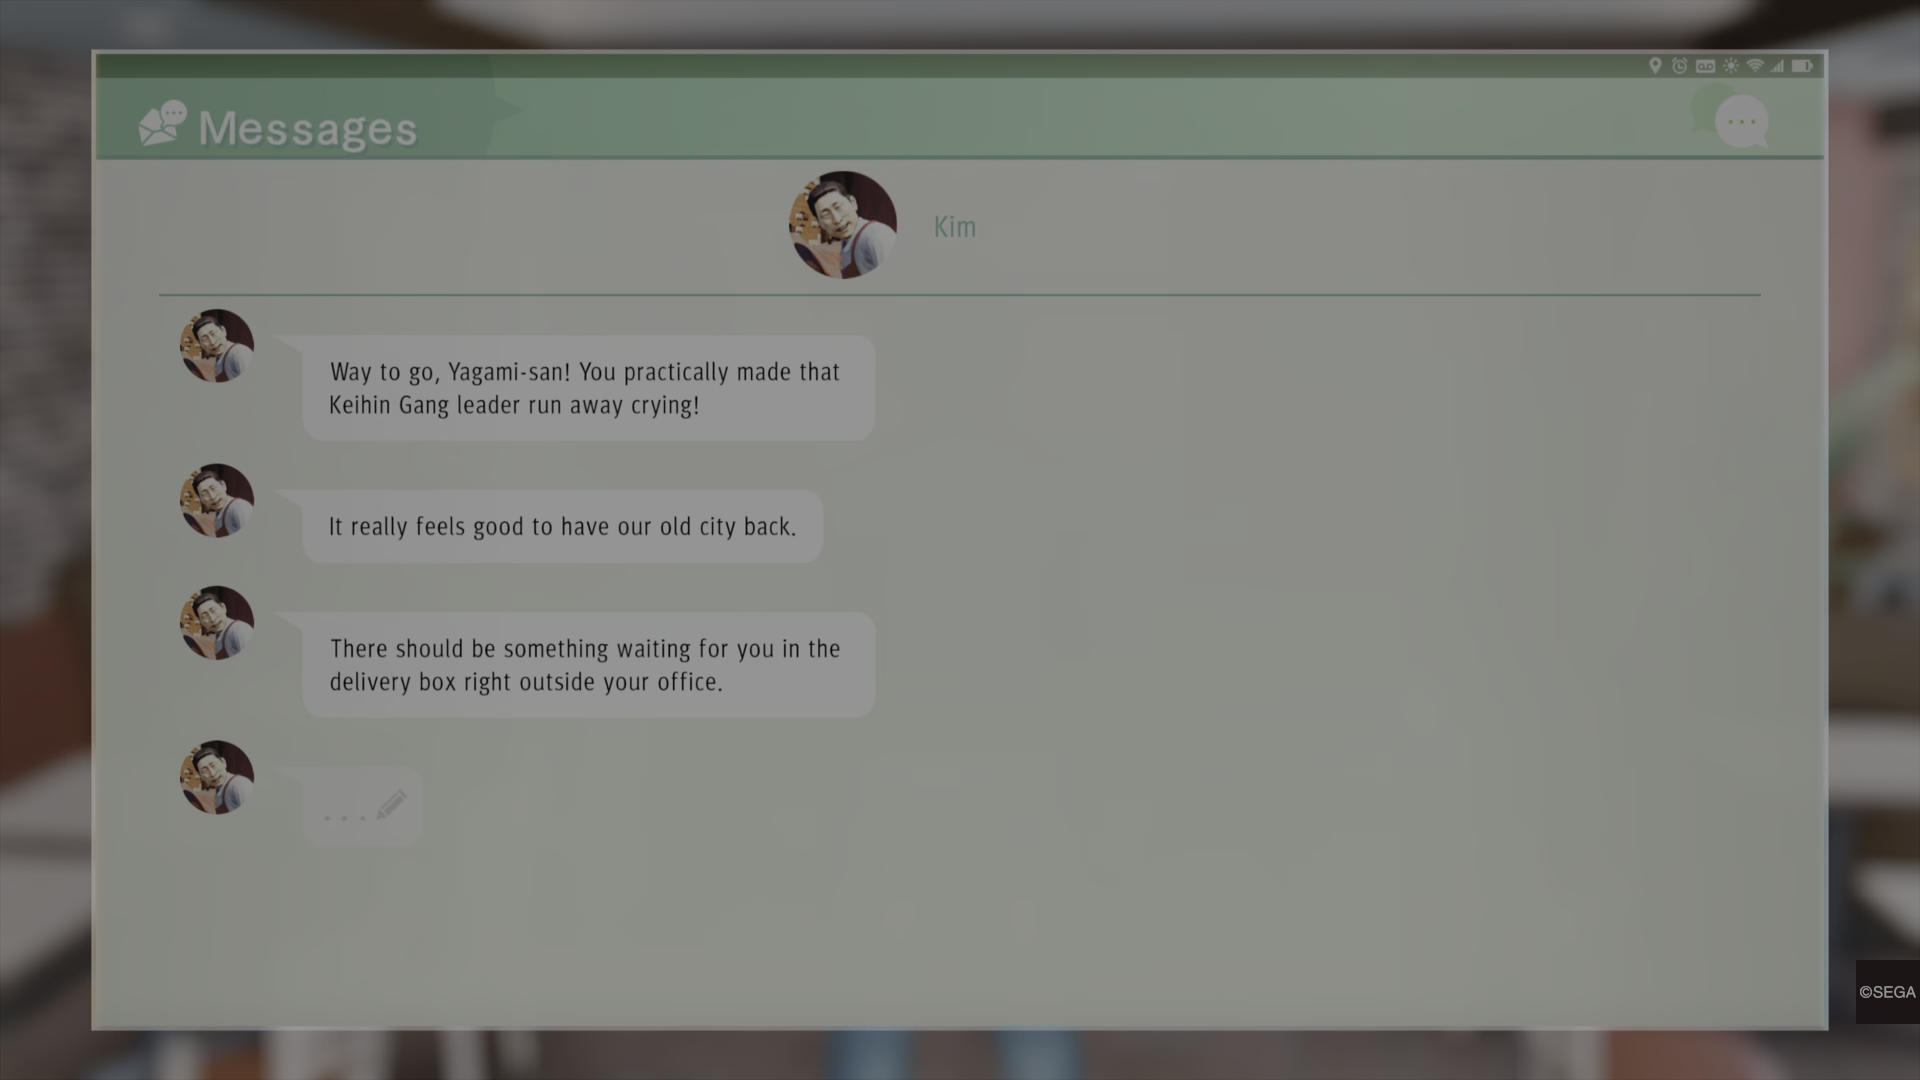 Messages
Kim
Way to go, Yagami-san! You practically made that
Keihin Gang leader run away crying!
It really feels good to have our old city back.
There should be something waiting for you in the
delivery box right outside your office.
...
©SEGA